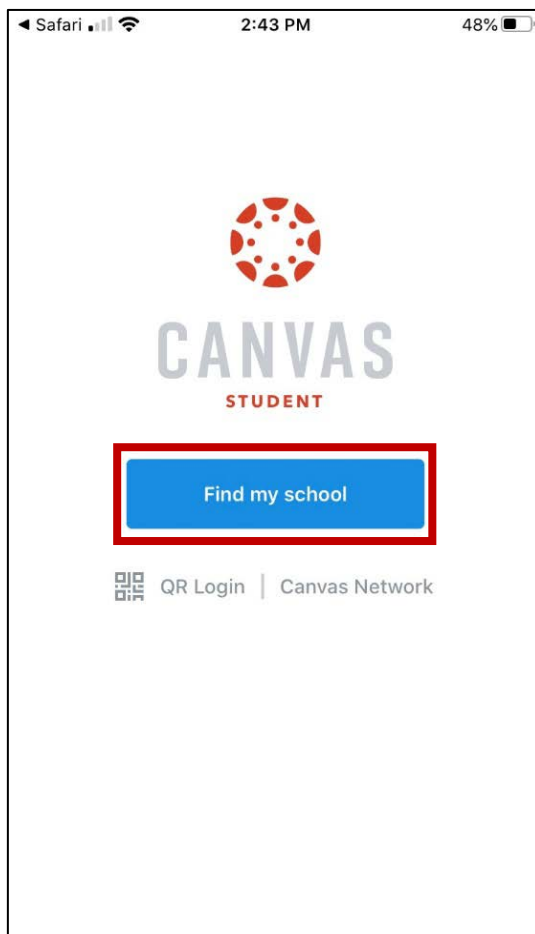 Safari 2:43 PM 48%
CANVAS
STUDENT
Find my school
QR Login | Canvas Network